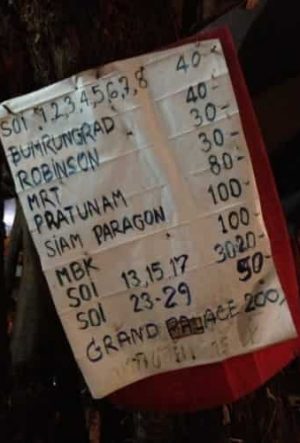 SOI 1,2,3,4,5,6,7,8 40-
BUMRUNGRAD 40-
ROBINSON 30-
MRT 30-
PRATUNAM 80-
SIAM PARAGON 100-
MBK 100-
SOI 13,15,17 3020-
SOI 23-29 50-
GRAND PALACE 200,-